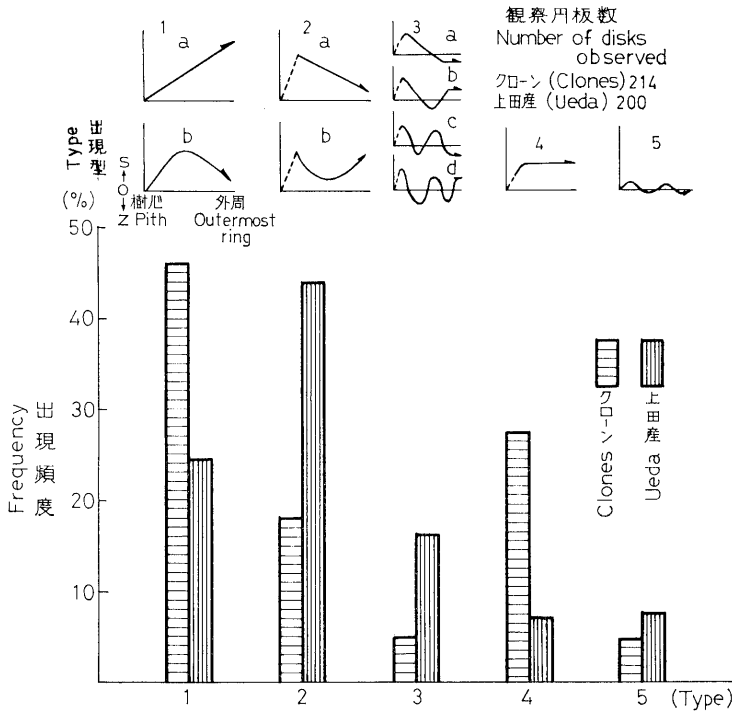 観察円板数
Number of disks
observed
クローン (Clones) 214
上田産 (Ueda) 200
1
a
2
a
3
a
b
b
b
c
d
4
5
Type
出現型
S
O
Z
(%)
樹心
Pith
外周
Outermost
ring
50
40
30
20
10
Frequency
出現頻度
クローン
Clones
上田産
Ueda
1 2 3 4 5 (Type)